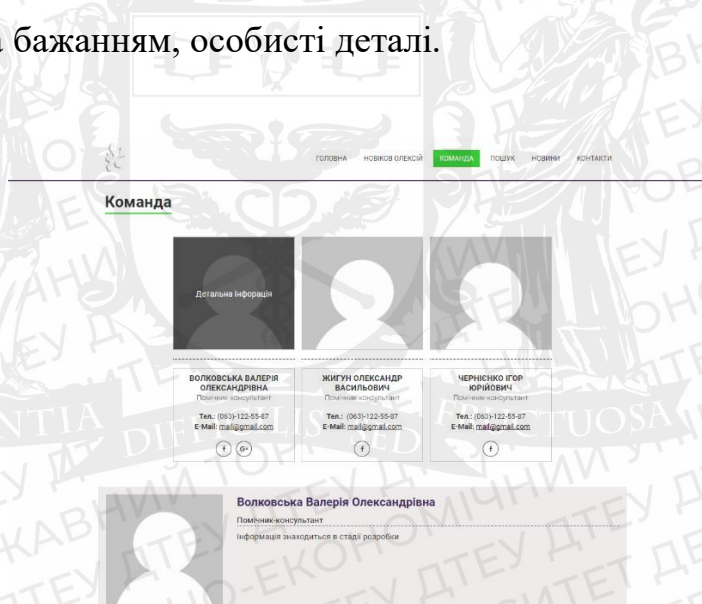 бажанням, особисті деталі.
ГОЛОВНА НОВІКОВ ОЛЕКСІЙ КОМАНДА ПОШУК НОВИНИ КОНТАКТИ
Команда
Детальна інфорація
ВОЛКОВСЬКА ВАЛЕРІЯ ОЛЕКСАНДРІВНА
Помічник-консультант
Тел.: (063)-122-55-87
E-Mail: mail@gmail.com
ЖИГУН ОЛЕКСАНДР ВАСИЛЬОВИЧ
Помічник-консультант
Тел.: (063)-122-55-87
E-Mail: mail@gmail.com
ЧЕРНІЄНКО ІГОР ЮРІЙОВИЧ
Помічник-консультант
Тел.: (063)-122-55-87
E-Mail: mail@gmail.com
Волковська Валерія Олександрівна
Помічник-консультант
Інформація знаходиться в стадії розробки